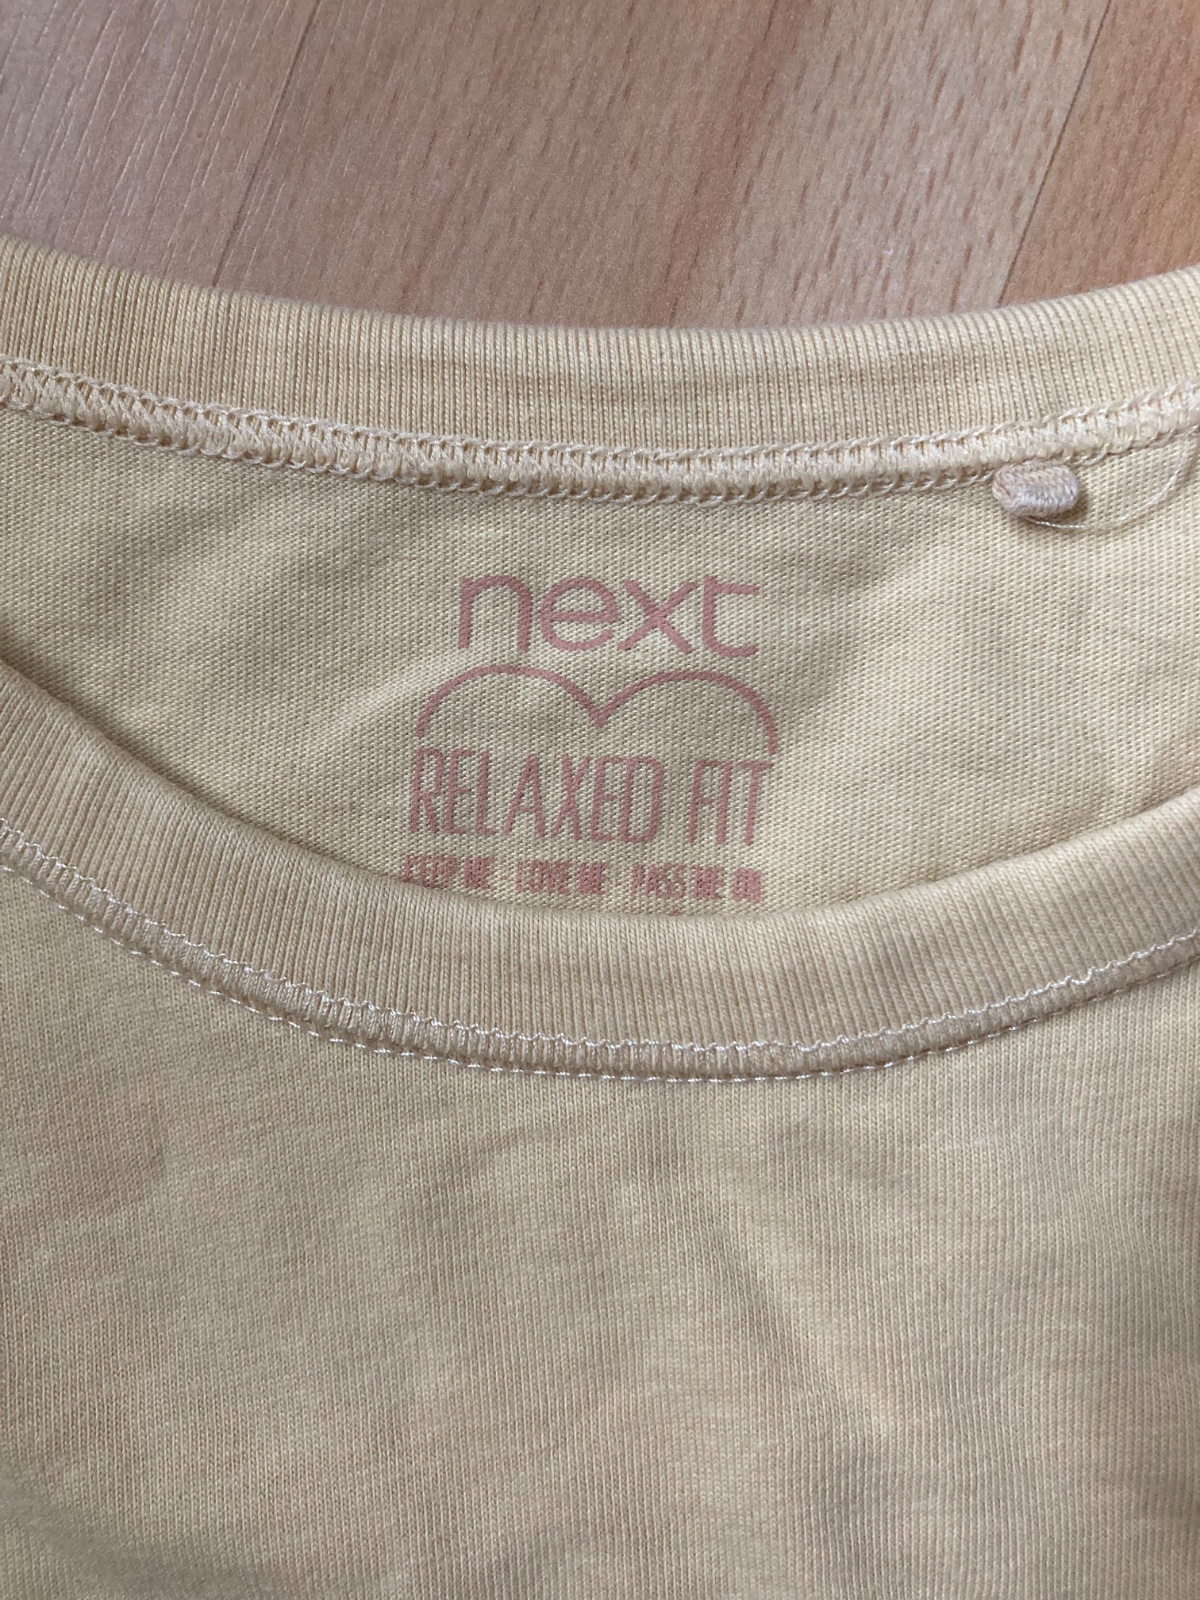 next
RELAXED FIT
KEEP ME · LOVE ME · PASS ME ON